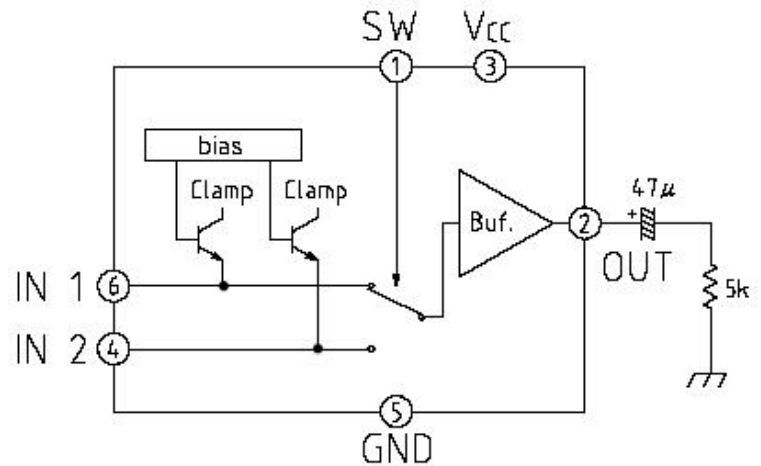 SW VCC
1 3
bias
Clamp Clamp
47μ
+
Buf. 2
OUT
5k
IN 1 6
IN 2 4
5
GND